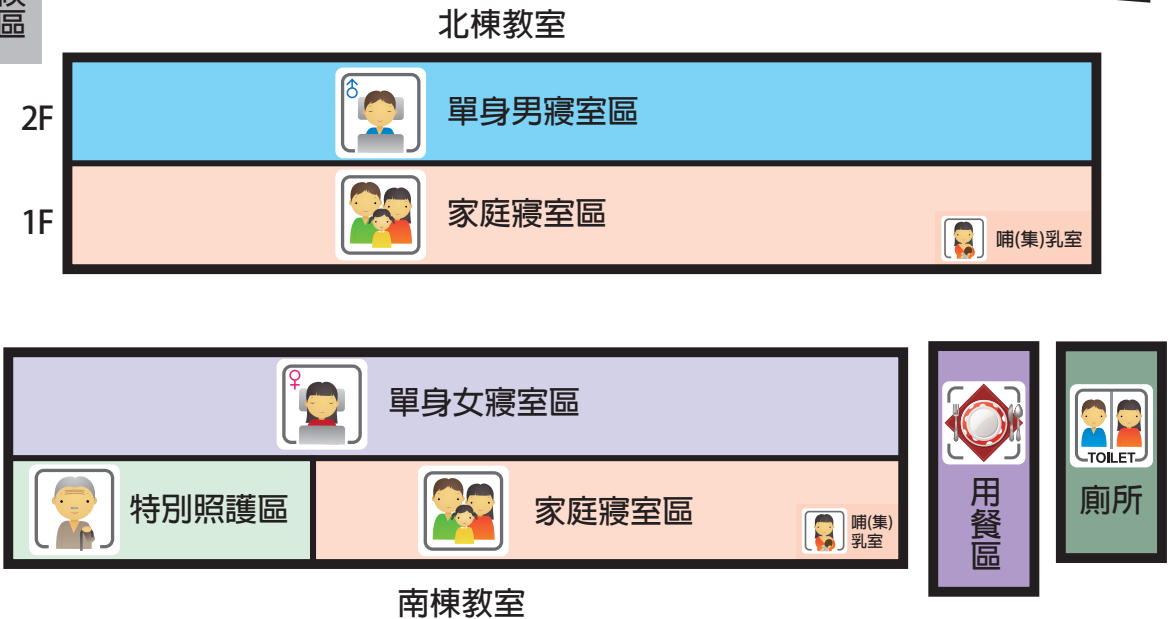 區
北棟教室
2F
單身男寢室區
1F
家庭寢室區
哺(集)乳室
單身女寢室區
特別照護區
家庭寢室區
哺(集)
乳室
用餐區
TOILET
廁所
南棟教室